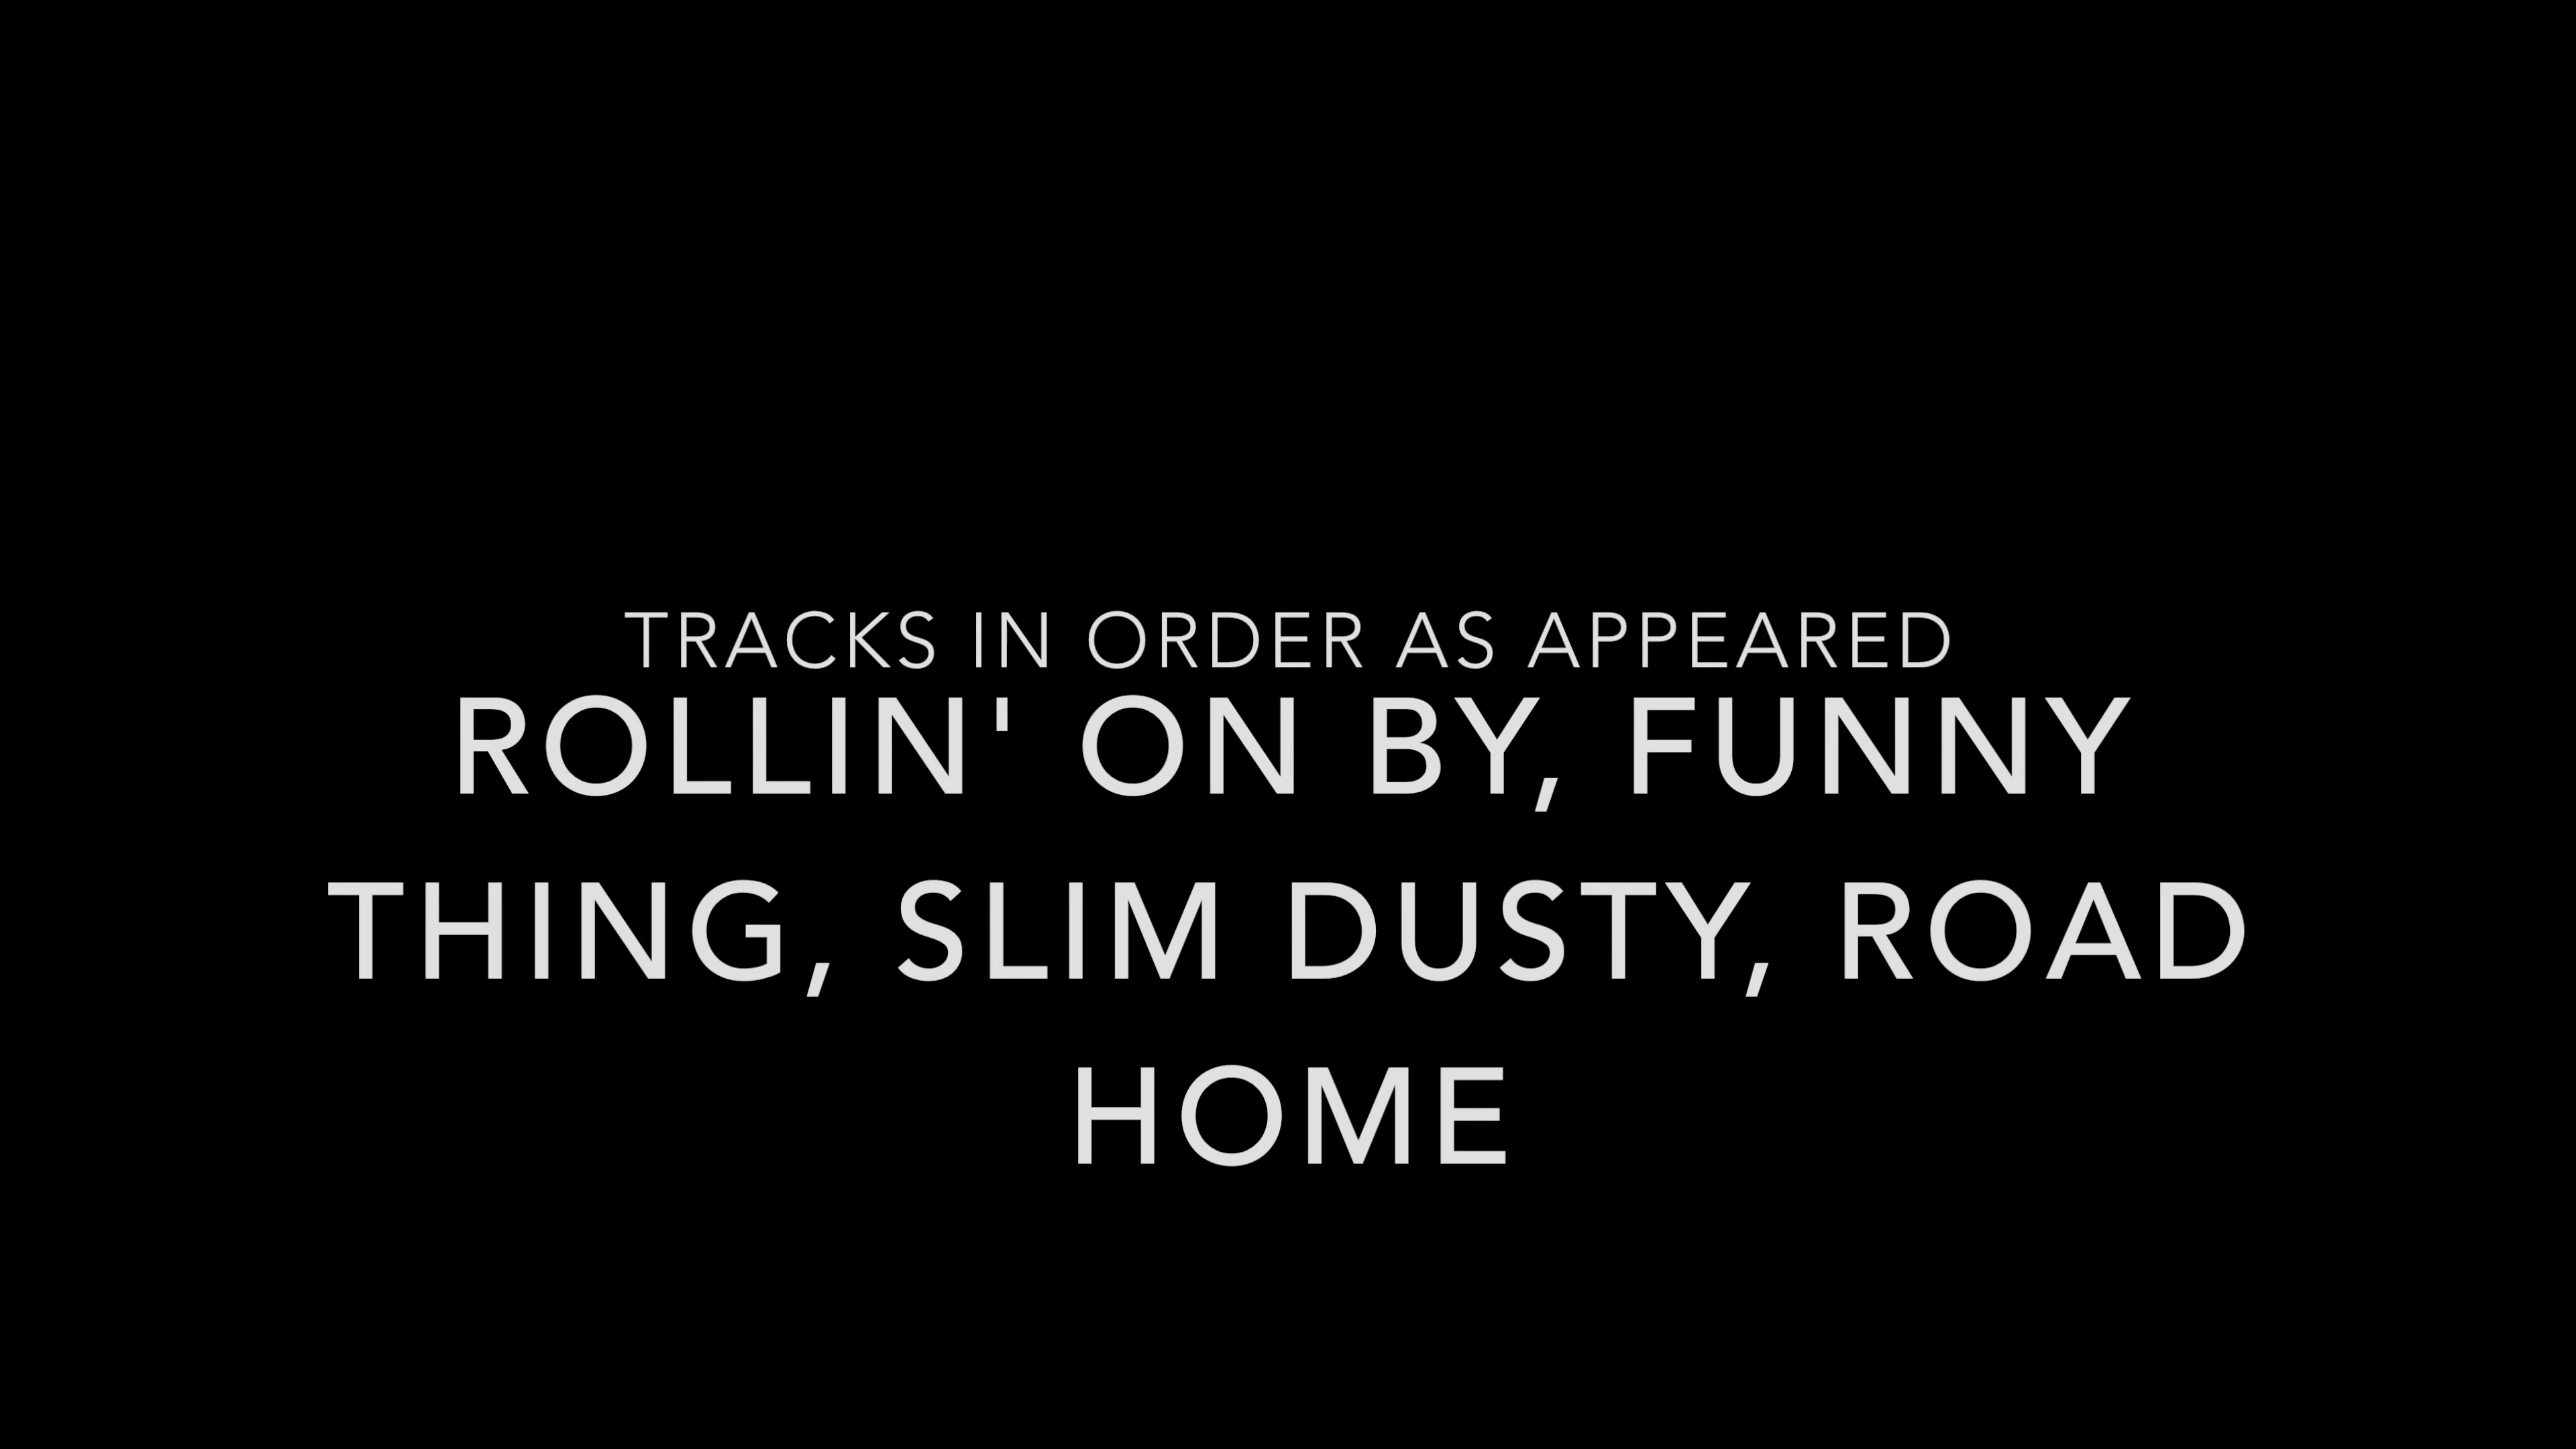 TRACKS IN ORDER AS APPEARED
ROLLIN' ON BY, FUNNY
THING, SLIM DUSTY, ROAD
HOME